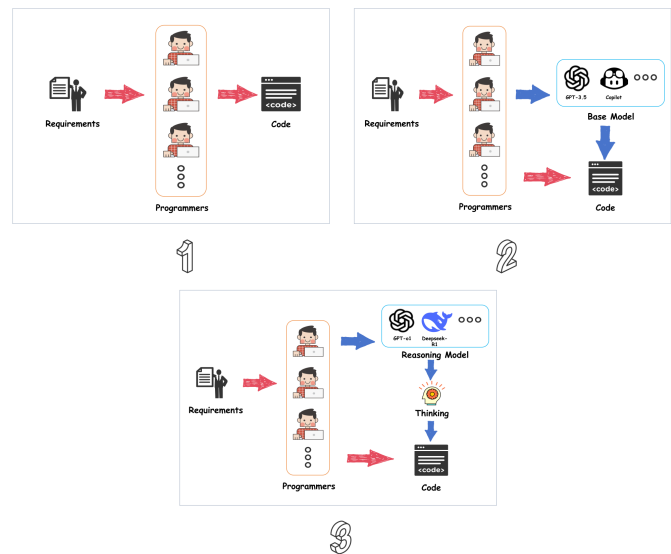 Requirements
Programmers
<code>
Code
1
Requirements
Programmers
GPT-3.5
Copilot
Base Model
<code>
Code
2
Requirements
Programmers
GPT-o1
Deepseek-
R1
Reasoning Model
Thinking
<code>
Code
3